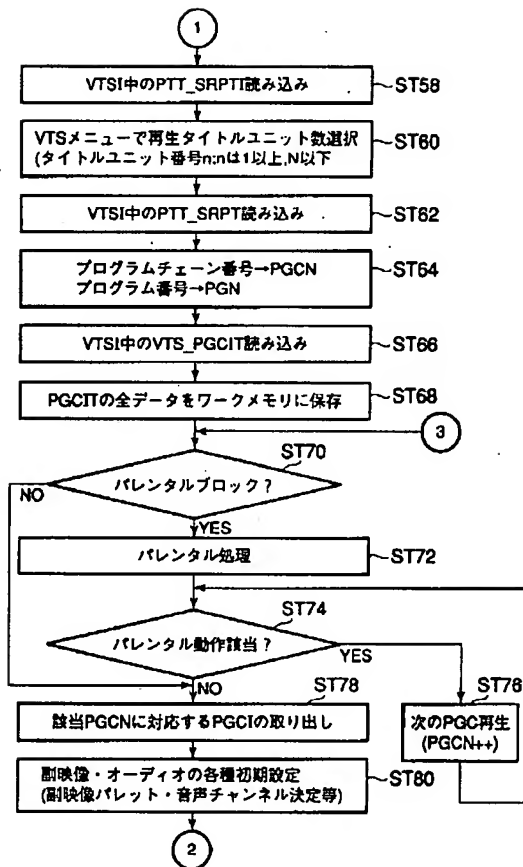 1
VTSI中のPTT_SRPTI読み込み
ST58
VTSメニューで再生タイトルユニット数選択
(タイトルユニット番号n;nは1以上,N以下
ST60
VTSI中のPTT_SRPT読み込み
ST62
プログラムチェーン番号→PGCN
プログラム番号→PGN
ST64
VTSI中のVTS_PGCIT読み込み
ST66
PGCITの全データをワークメモリに保存
ST68
3
ST70
パレンタルブロック?
NO
YES
パレンタル処理
ST72
ST74
パレンタル動作該当?
YES
NO
ST78
ST76
該当PGCNに対応するPGCIの取り出し
次のPGC再生
(PGCN++)
副映像・オーディオの各種初期設定
(副映像パレット・音声チャンネル決定等)
ST80
2